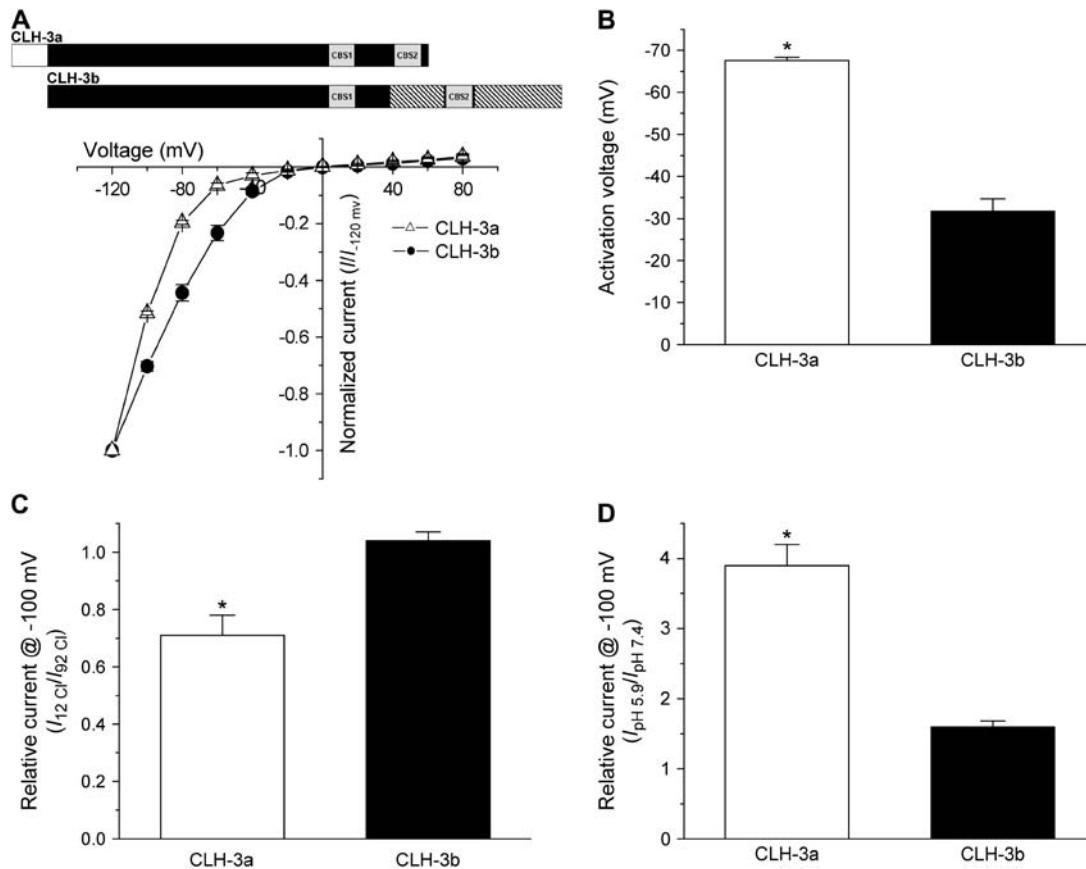 A
CLH-3a
CBS1
CBS2
CLH-3b
CBS1
CBS2
Voltage (mV)
-120
-80
-40
40
80
-0.2
-0.4
-0.6
-0.8
-1.0
Normalized current (I/I-120 mv)
CLH-3a
CLH-3b
B
Activation voltage (mV)
-70
-60
-50
-40
-30
-20
-10
0
*
CLH-3a
CLH-3b
C
Relative current @ -100 mV
(I12 Cl/I92 Cl)
1.0
0.8
0.6
0.4
0.2
0.0
*
CLH-3a
CLH-3b
D
Relative current @ -100 mV
(IpH 5.9/IpH 7.4)
4
3
2
1
0
*
CLH-3a
CLH-3b